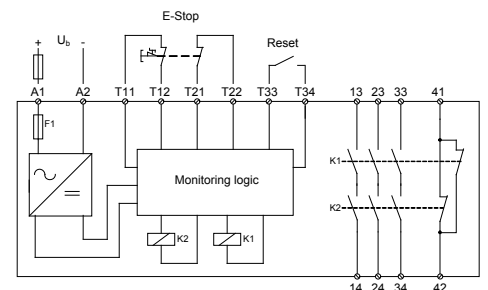 E-Stop
+ Ub -
Reset
A1 A2 T11 T12 T21 T22 T33 T34 13 23 33 41
F1
K1
Monitoring logic
K2
K2 K1
14 24 34 42